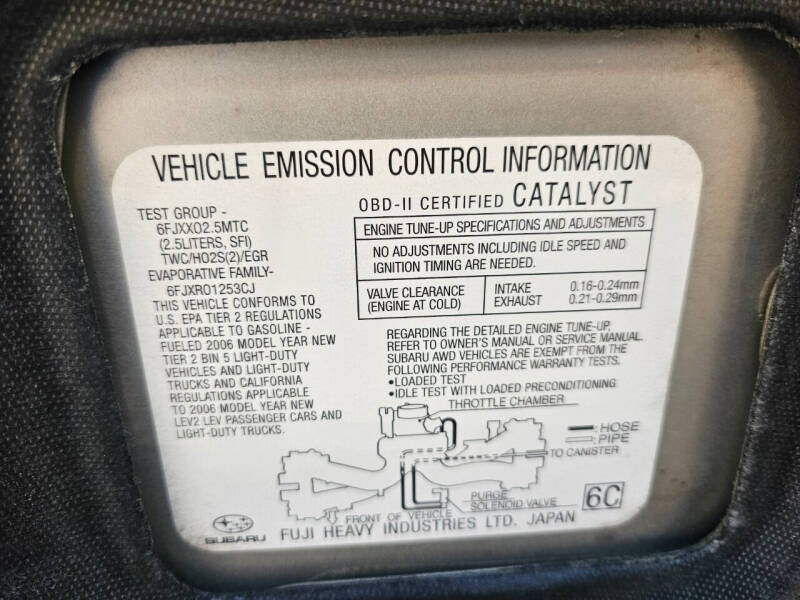 VEHICLE EMISSION CONTROL INFORMATION
OBD-II CERTIFIED CATALYST
TEST GROUP -
6FJXX02.5MTC
(2.5LITERS, SFI)
TWC/HO2S(2)/EGR
EVAPORATIVE FAMILY-
6FJXR01253CJ
THIS VEHICLE CONFORMS TO
U.S. EPA TIER 2 REGULATIONS
APPLICABLE TO GASOLINE -
FUELED 2006 MODEL YEAR NEW
TIER 2 BIN 5 LIGHT-DUTY
VEHICLES AND LIGHT-DUTY
TRUCKS AND CALIFORNIA
REGULATIONS APPLICABLE
TO 2006 MODEL YEAR NEW
LEV2 LEV PASSENGER CARS AND
LIGHT-DUTY TRUCKS.
ENGINE TUNE-UP SPECIFICATIONS AND ADJUSTMENTS
NO ADJUSTMENTS INCLUDING IDLE SPEED AND
IGNITION TIMING ARE NEEDED.
VALVE CLEARANCE
(ENGINE AT COLD)
INTAKE 0.16-0.24mm
EXHAUST 0.21-0.29mm
REGARDING THE DETAILED ENGINE TUNE-UP,
REFER TO OWNER'S MANUAL OR SERVICE MANUAL.
SUBARU AWD VEHICLES ARE EXEMPT FROM THE
FOLLOWING PERFORMANCE WARRANTY TESTS.
•LOADED TEST
•IDLE TEST WITH LOADED PRECONDITIONING
THROTTLE CHAMBER
:HOSE
:PIPE
TO CANISTER
PURGE
SOLENOID VALVE
FRONT OF VEHICLE
6C
SUBARU
FUJI HEAVY INDUSTRIES LTD. JAPAN